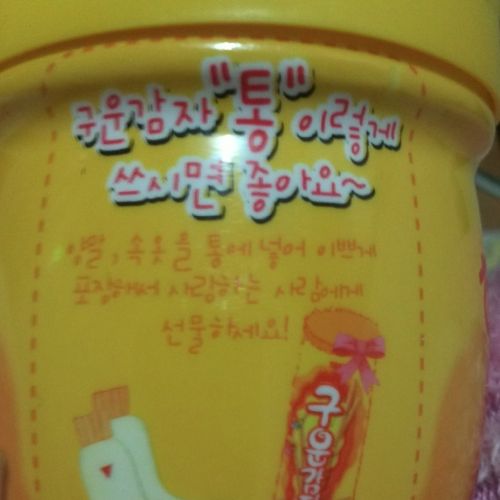 구운감자 "통" 이렇게
쓰시면 좋아요~
양말, 속옷을 통에 넣어 이쁘게
포장해서 사랑하는 사람에게
선물하세요!
구운감